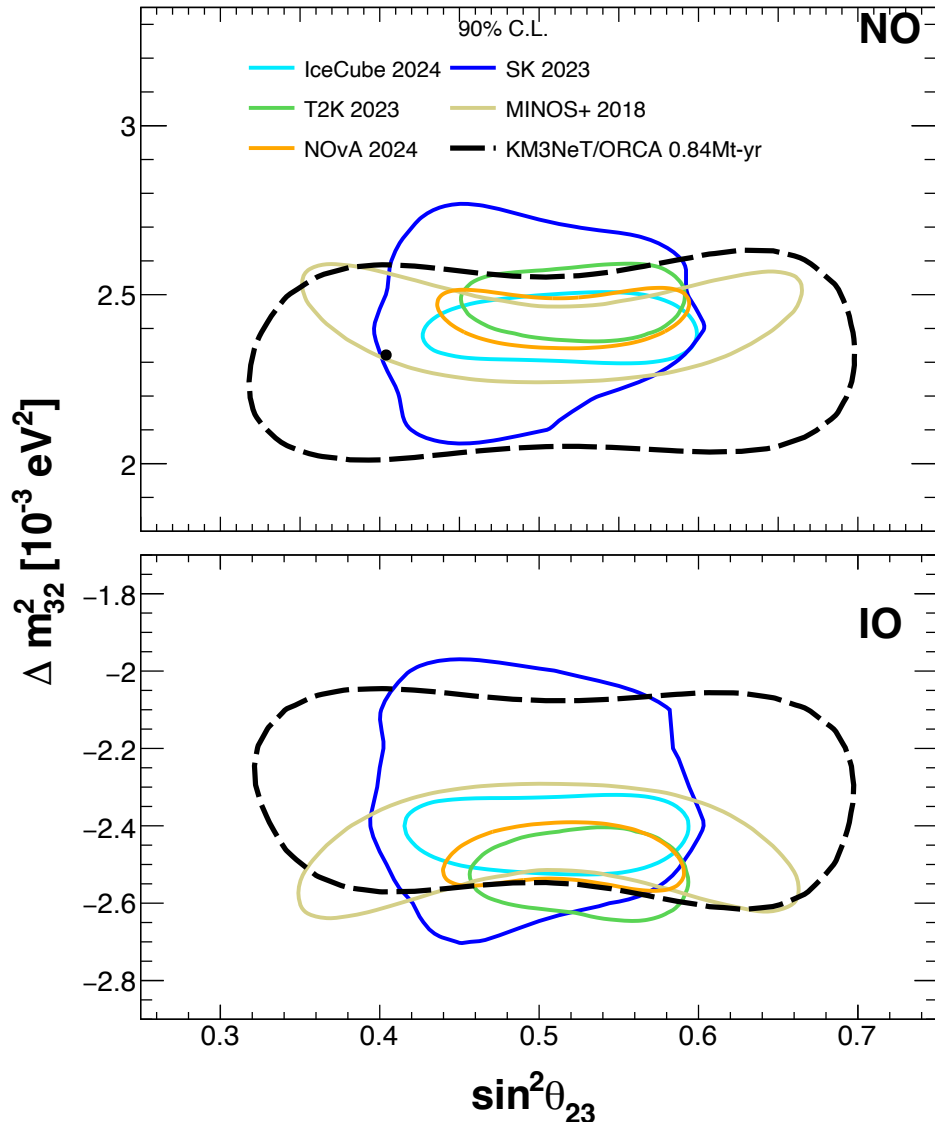 90% C.L.
NO
IceCube 2024
SK 2023
T2K 2023
MINOS+ 2018
NOvA 2024
KM3NeT/ORCA 0.84Mt-yr
3
2.5
2
Δ m²₃₂ [10⁻³ eV²]
IO
−1.8
−2
−2.2
−2.4
−2.6
−2.8
0.3 0.4 0.5 0.6 0.7
sin²θ₂₃